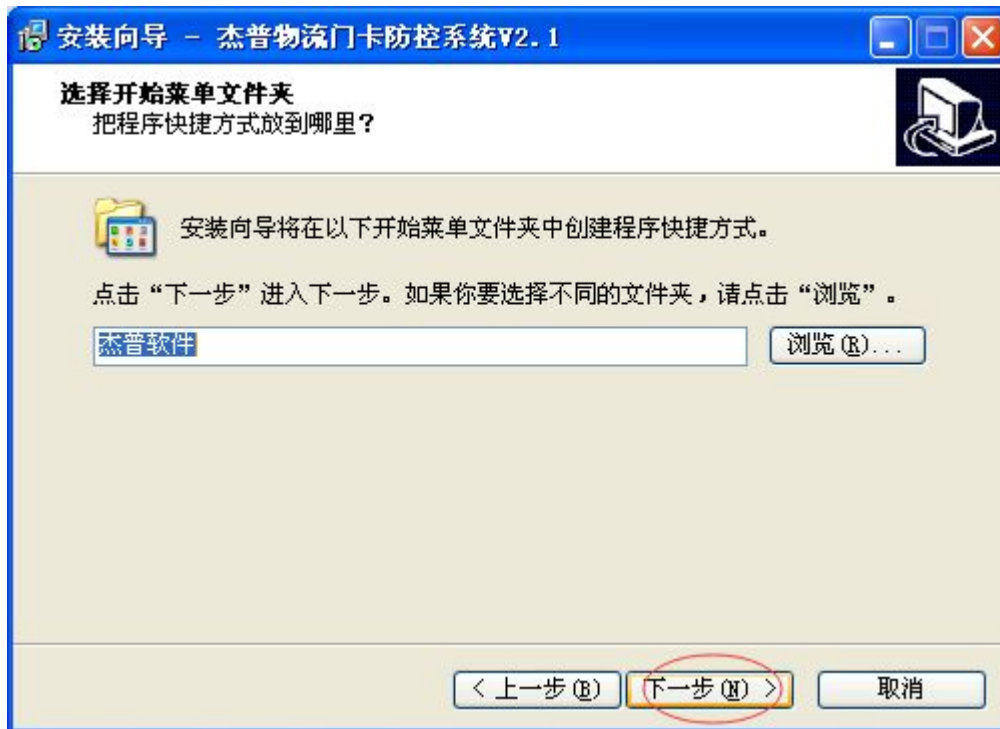 安装向导 - 杰普物流门卡防控系统V2.1
选择开始菜单文件夹
把程序快捷方式放到哪里？
安装向导将在以下开始菜单文件夹中创建程序快捷方式。
点击“下一步”进入下一步。如果你要选择不同的文件夹，请点击“浏览”。
杰普软件
浏览(R)...
< 上一步(B)
下一步(N) >
取消